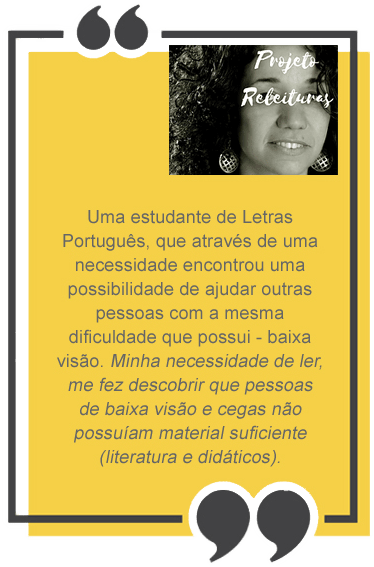 Projeto
Releituras
Uma estudante de Letras
Português, que através de uma
necessidade encontrou uma
possibilidade de ajudar outras
pessoas com a mesma
dificuldade que possui - baixa
visão. Minha necessidade de ler,
me fez descobrir que pessoas
de baixa visão e cegas não
possuíam material suficiente
(literatura e didáticos).